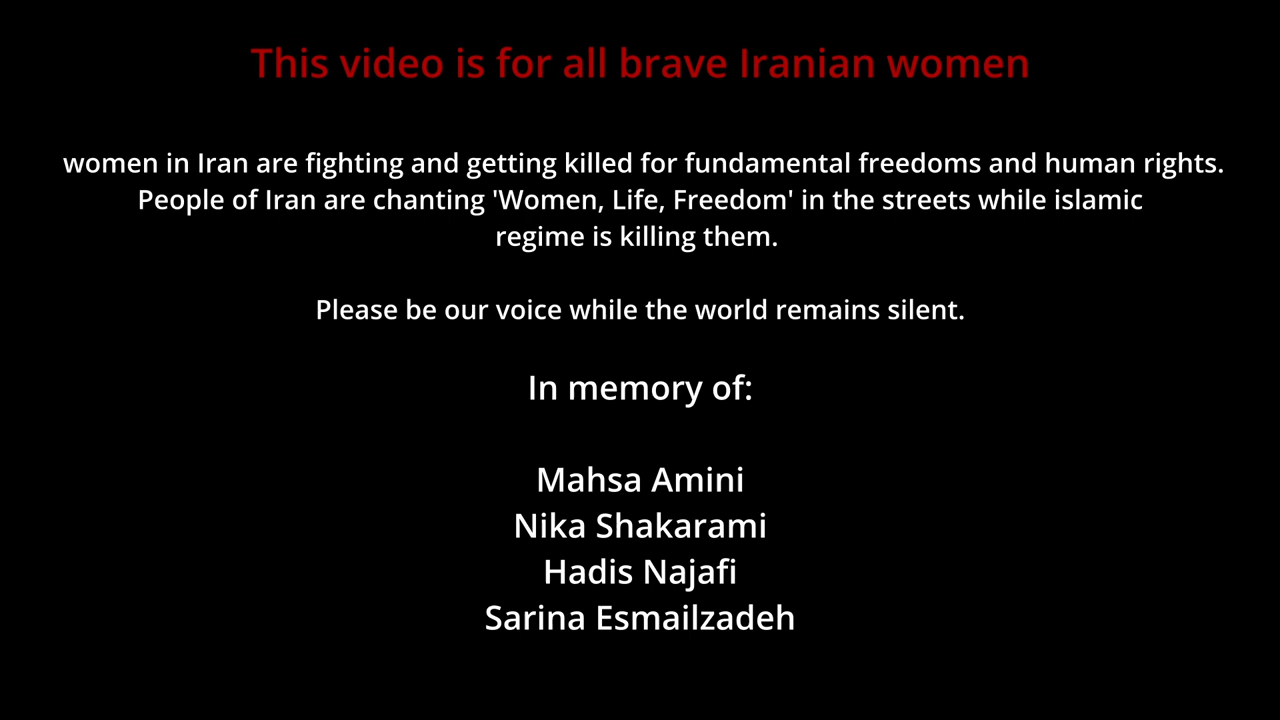 This video is for all brave Iranian women
women in Iran are fighting and getting killed for fundamental freedoms and human rights.
People of Iran are chanting 'Women, Life, Freedom' in the streets while islamic
regime is killing them.
Please be our voice while the world remains silent.
In memory of:
Mahsa Amini
Nika Shakarami
Hadis Najafi
Sarina Esmailzadeh